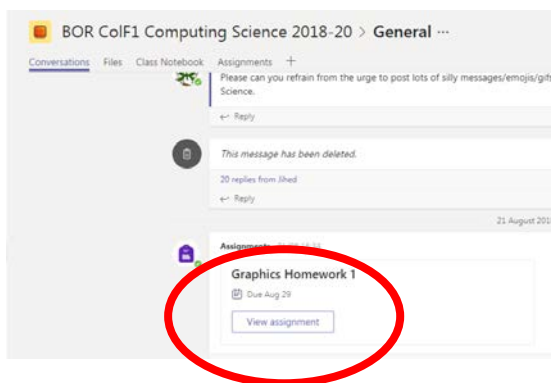 BOR ColF1 Computing Science 2018-20 > General ...
Conversations Files Class Notebook Assignments +
Please can you refrain from the urge to post lots of silly messages/emojis/gifs
Science.
↩ Reply
This message has been deleted.
20 replies from Jihed
↩ Reply
21 August 201
Assignments
Graphics Homework 1
Due Aug 29
View assignment